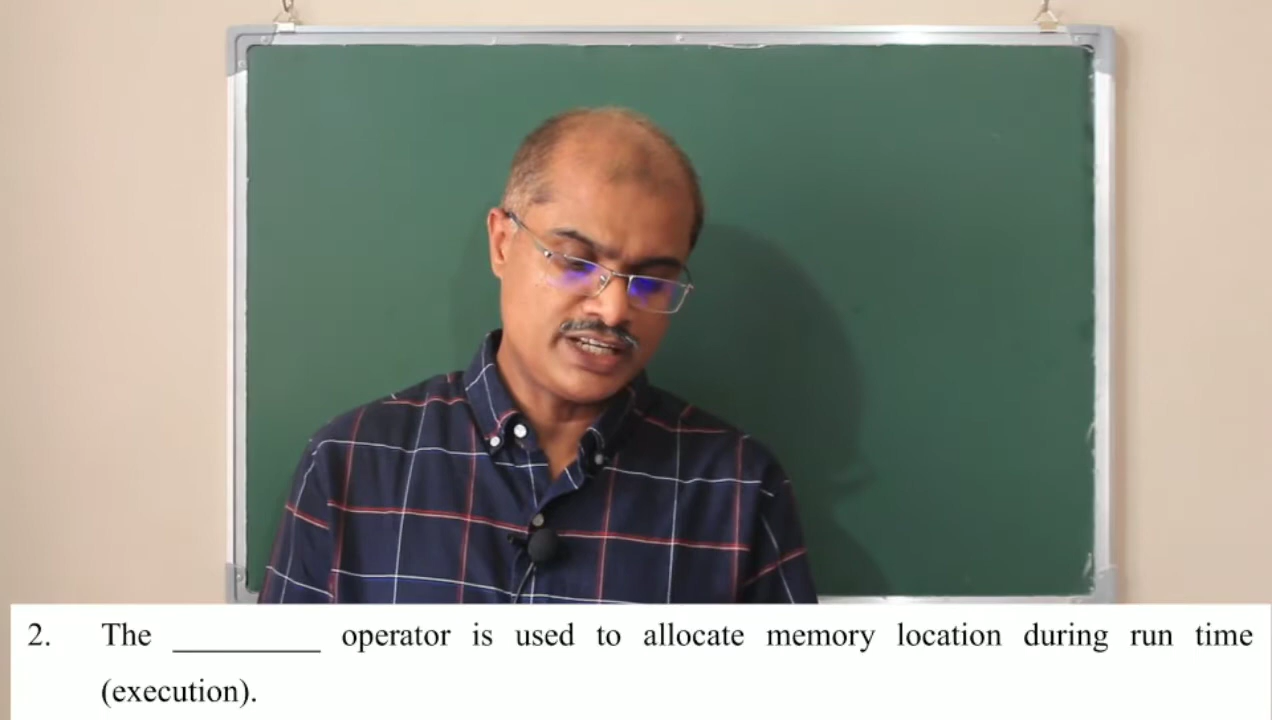 2. The _________ operator is used to allocate memory location during run time
(execution).